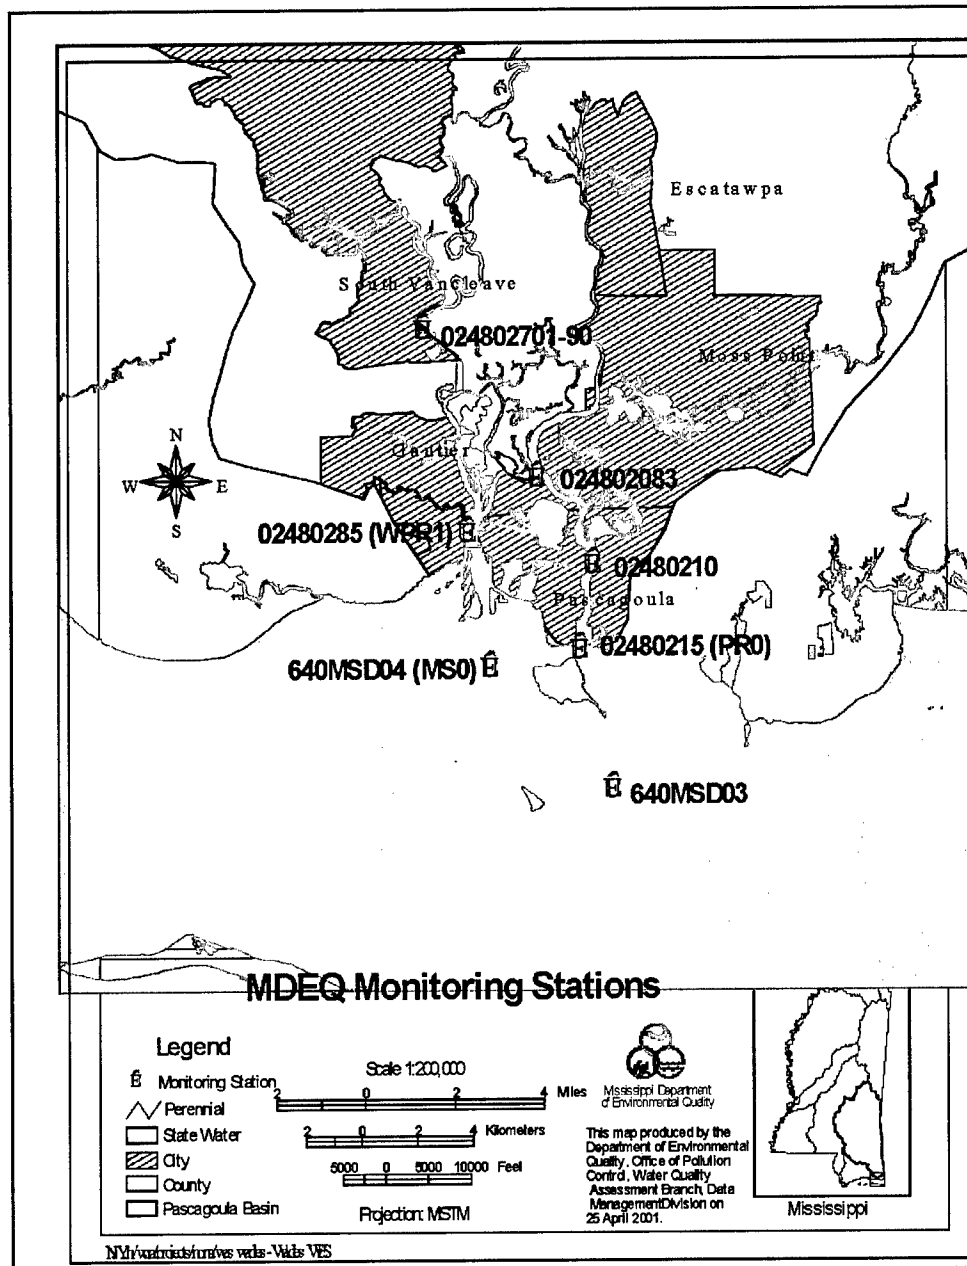 Escatawpa
South Vancleave
024802701-90
Moss Point
N
W E
S
Gautier
024802083
02480285 (WPR1)
02480210
Pascagoula
02480215 (PR0)
640MSD04 (MS0)
640MSD03
MDEQ Monitoring Stations
Legend
Monitoring Station
Perennial
State Water
City
County
Pascagoula Basin
Scale 1:200,000
2 0 2 4 Miles
2 0 2 4 Kilometers
5000 0 5000 10000 Feet
Projection: MSTM
Mississippi Department
of Environmental Quality
This map produced by the
Department of Environmental
Quality, Office of Pollution
Control, Water Quality
Assessment Branch, Data
ManagementDivision on
25 April 2001.
Mississippi